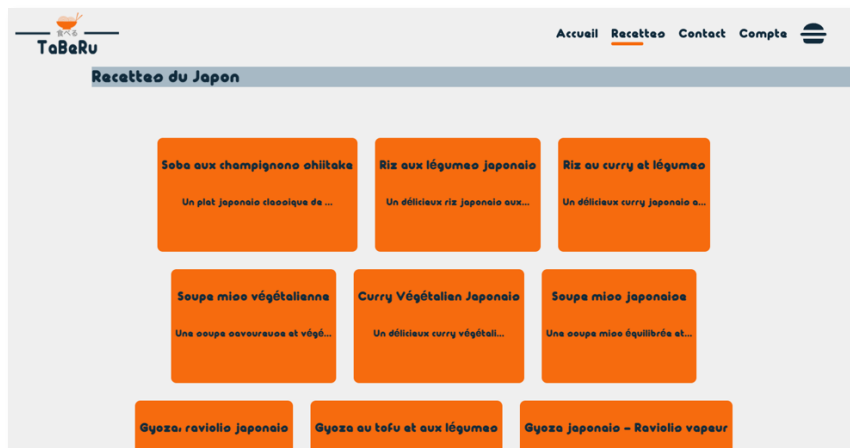 食べる
TaBeRu
Accueil Recettes Contact Compte
Recettes du Japon
Soba aux champignons shiitake
Riz aux légumes japonais
Riz au curry et légumes
Un plat japonais classique de ...
Un délicieux riz japonais aux...
Un délicieux curry japonais a...
Soupe miso végétalienne
Curry Végétalien Japonais
Soupe miso japonaise
Une soupe savoureuse et végé...
Un délicieux curry végétali...
Une soupe miso équilibrée et...
Gyoza, raviolis japonais
Gyoza au tofu et aux légumes
Gyoza japonais – Raviolis vapeur